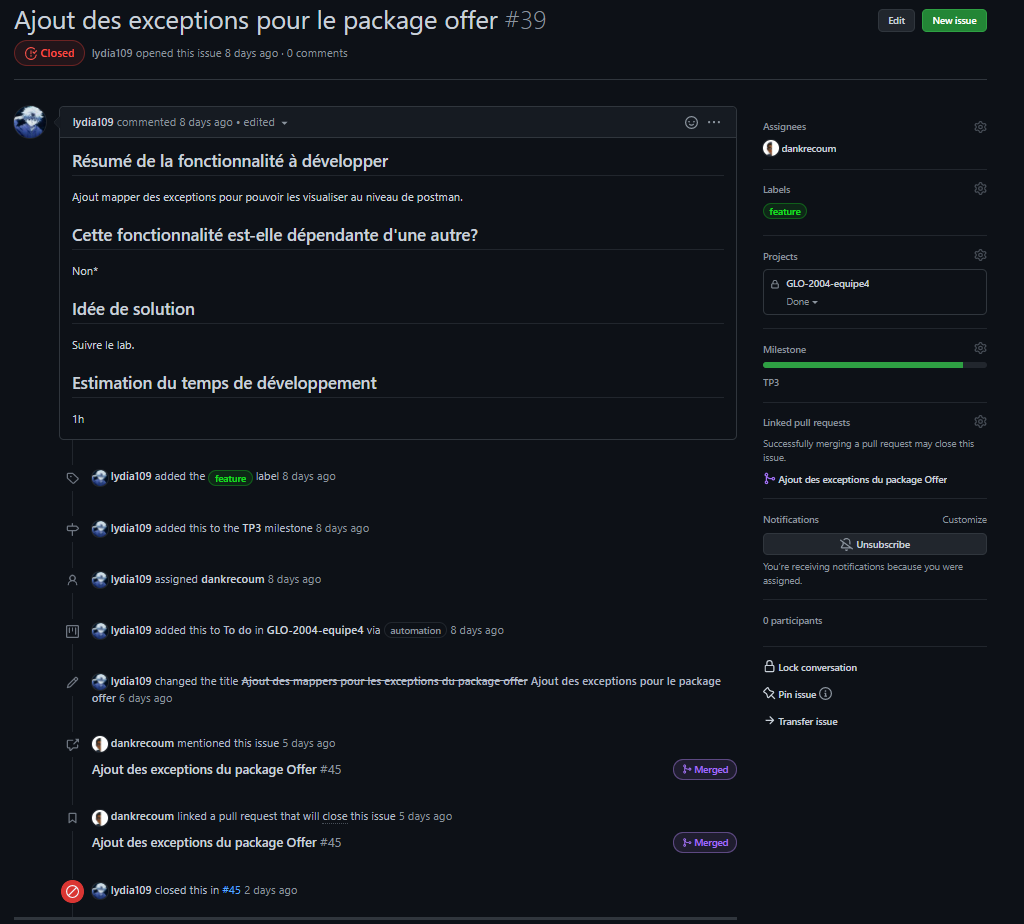 Ajout des exceptions pour le package offer #39
Edit
New issue
Closed
lydia109 opened this issue 8 days ago · 0 comments
lydia109 commented 8 days ago • edited
Résumé de la fonctionnalité à développer
Ajout mapper des exceptions pour pouvoir les visualiser au niveau de postman.
Cette fonctionnalité est-elle dépendante d'une autre?
Non*
Idée de solution
Suivre le lab.
Estimation du temps de développement
1h
lydia109 added the feature label 8 days ago
lydia109 added this to the TP3 milestone 8 days ago
lydia109 assigned dankrecoum 8 days ago
lydia109 added this to To do in GLO-2004-equipe4 via automation 8 days ago
lydia109 changed the title Ajout des mappers pour les exceptions du package offer Ajout des exceptions pour le package
offer 6 days ago
dankrecoum mentioned this issue 5 days ago
Ajout des exceptions du package Offer #45
Merged
dankrecoum linked a pull request that will close this issue 5 days ago
Ajout des exceptions du package Offer #45
Merged
lydia109 closed this in #45 2 days ago
Assignees
dankrecoum
Labels
feature
Projects
GLO-2004-equipe4
Done
Milestone
TP3
Linked pull requests
Successfully merging a pull request may close this
issue.
Ajout des exceptions du package Offer
Notifications
Customize
Unsubscribe
You're receiving notifications because you were
assigned.
0 participants
Lock conversation
Pin issue
Transfer issue